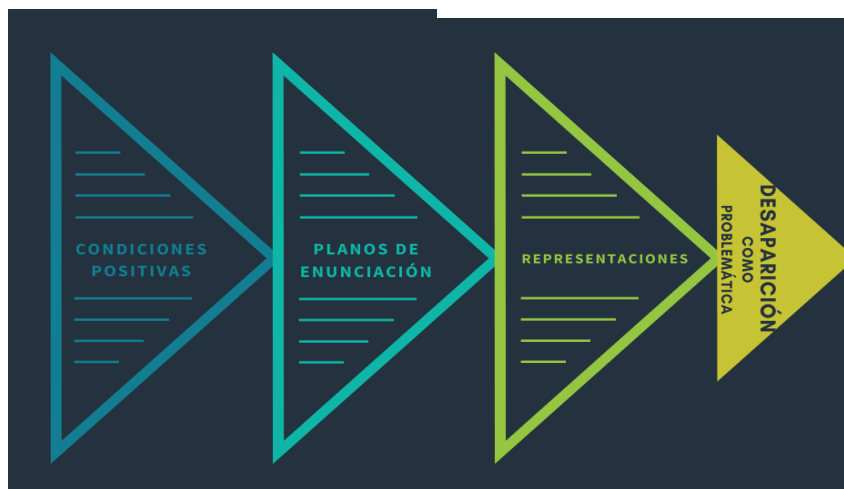 CONDICIONES
POSITIVAS
PLANOS DE
ENUNCIACIÓN
REPRESENTACIONES
DESAPARICIÓN
COMO
PROBLEMÁTICA